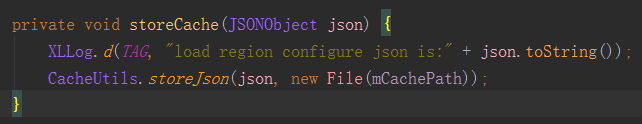 private void storeCache(JSONObject json) {
    XLLog.d(TAG, "load region configure json is:" + json.toString());
    CacheUtils.storeJson(json, new File(mCachePath));
}